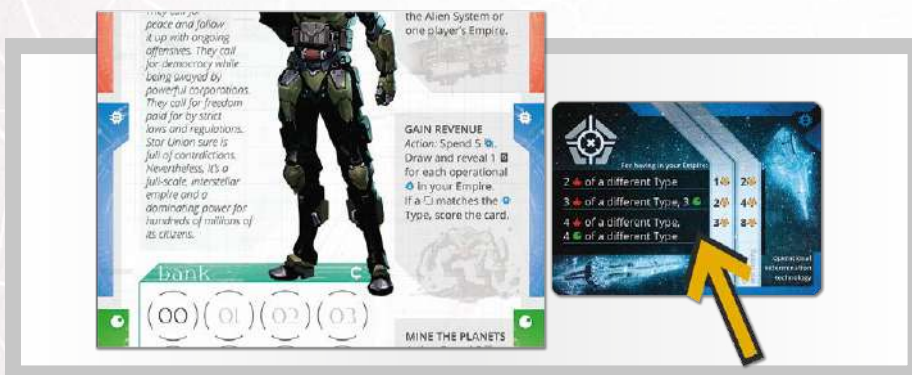 peace and follow
it up with ongoing
offensives. They call
for democracy while
being swayed by
powerful corporations.
They call for freedom
paid for by strict
laws and regulations.
Star Union sure is
full of contrdictions.
Nevertheless, it's a
full-scale, interstellar
empire and a
dominating power for
hundreds of millions of
its citizens.
bank
00 01 02 03
the Alien System or
one player's Empire.
GAIN REVENUE
Action: Spend 5
Draw and reveal 1
for each operational
in your Empire.
If a matches the
Type, score the card.
MINE THE PLANETS
For having in your Empire:
2 of a different Type 1 2
3 of a different Type, 3 2 4
4 of a different Type,
4 of a different Type 3 8
operational
technology